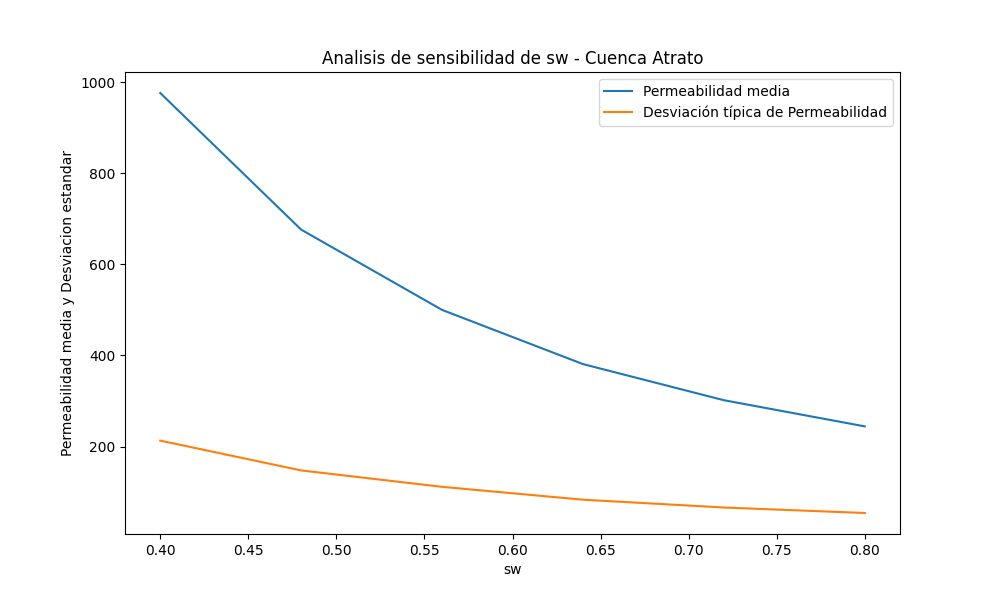 Analisis de sensibilidad de sw - Cuenca Atrato
Permeabilidad media
Desviación típica de Permeabilidad
Permeabilidad media y Desviacion estandar
1000
800
600
400
200
0.40 0.45 0.50 0.55 0.60 0.65 0.70 0.75 0.80
sw